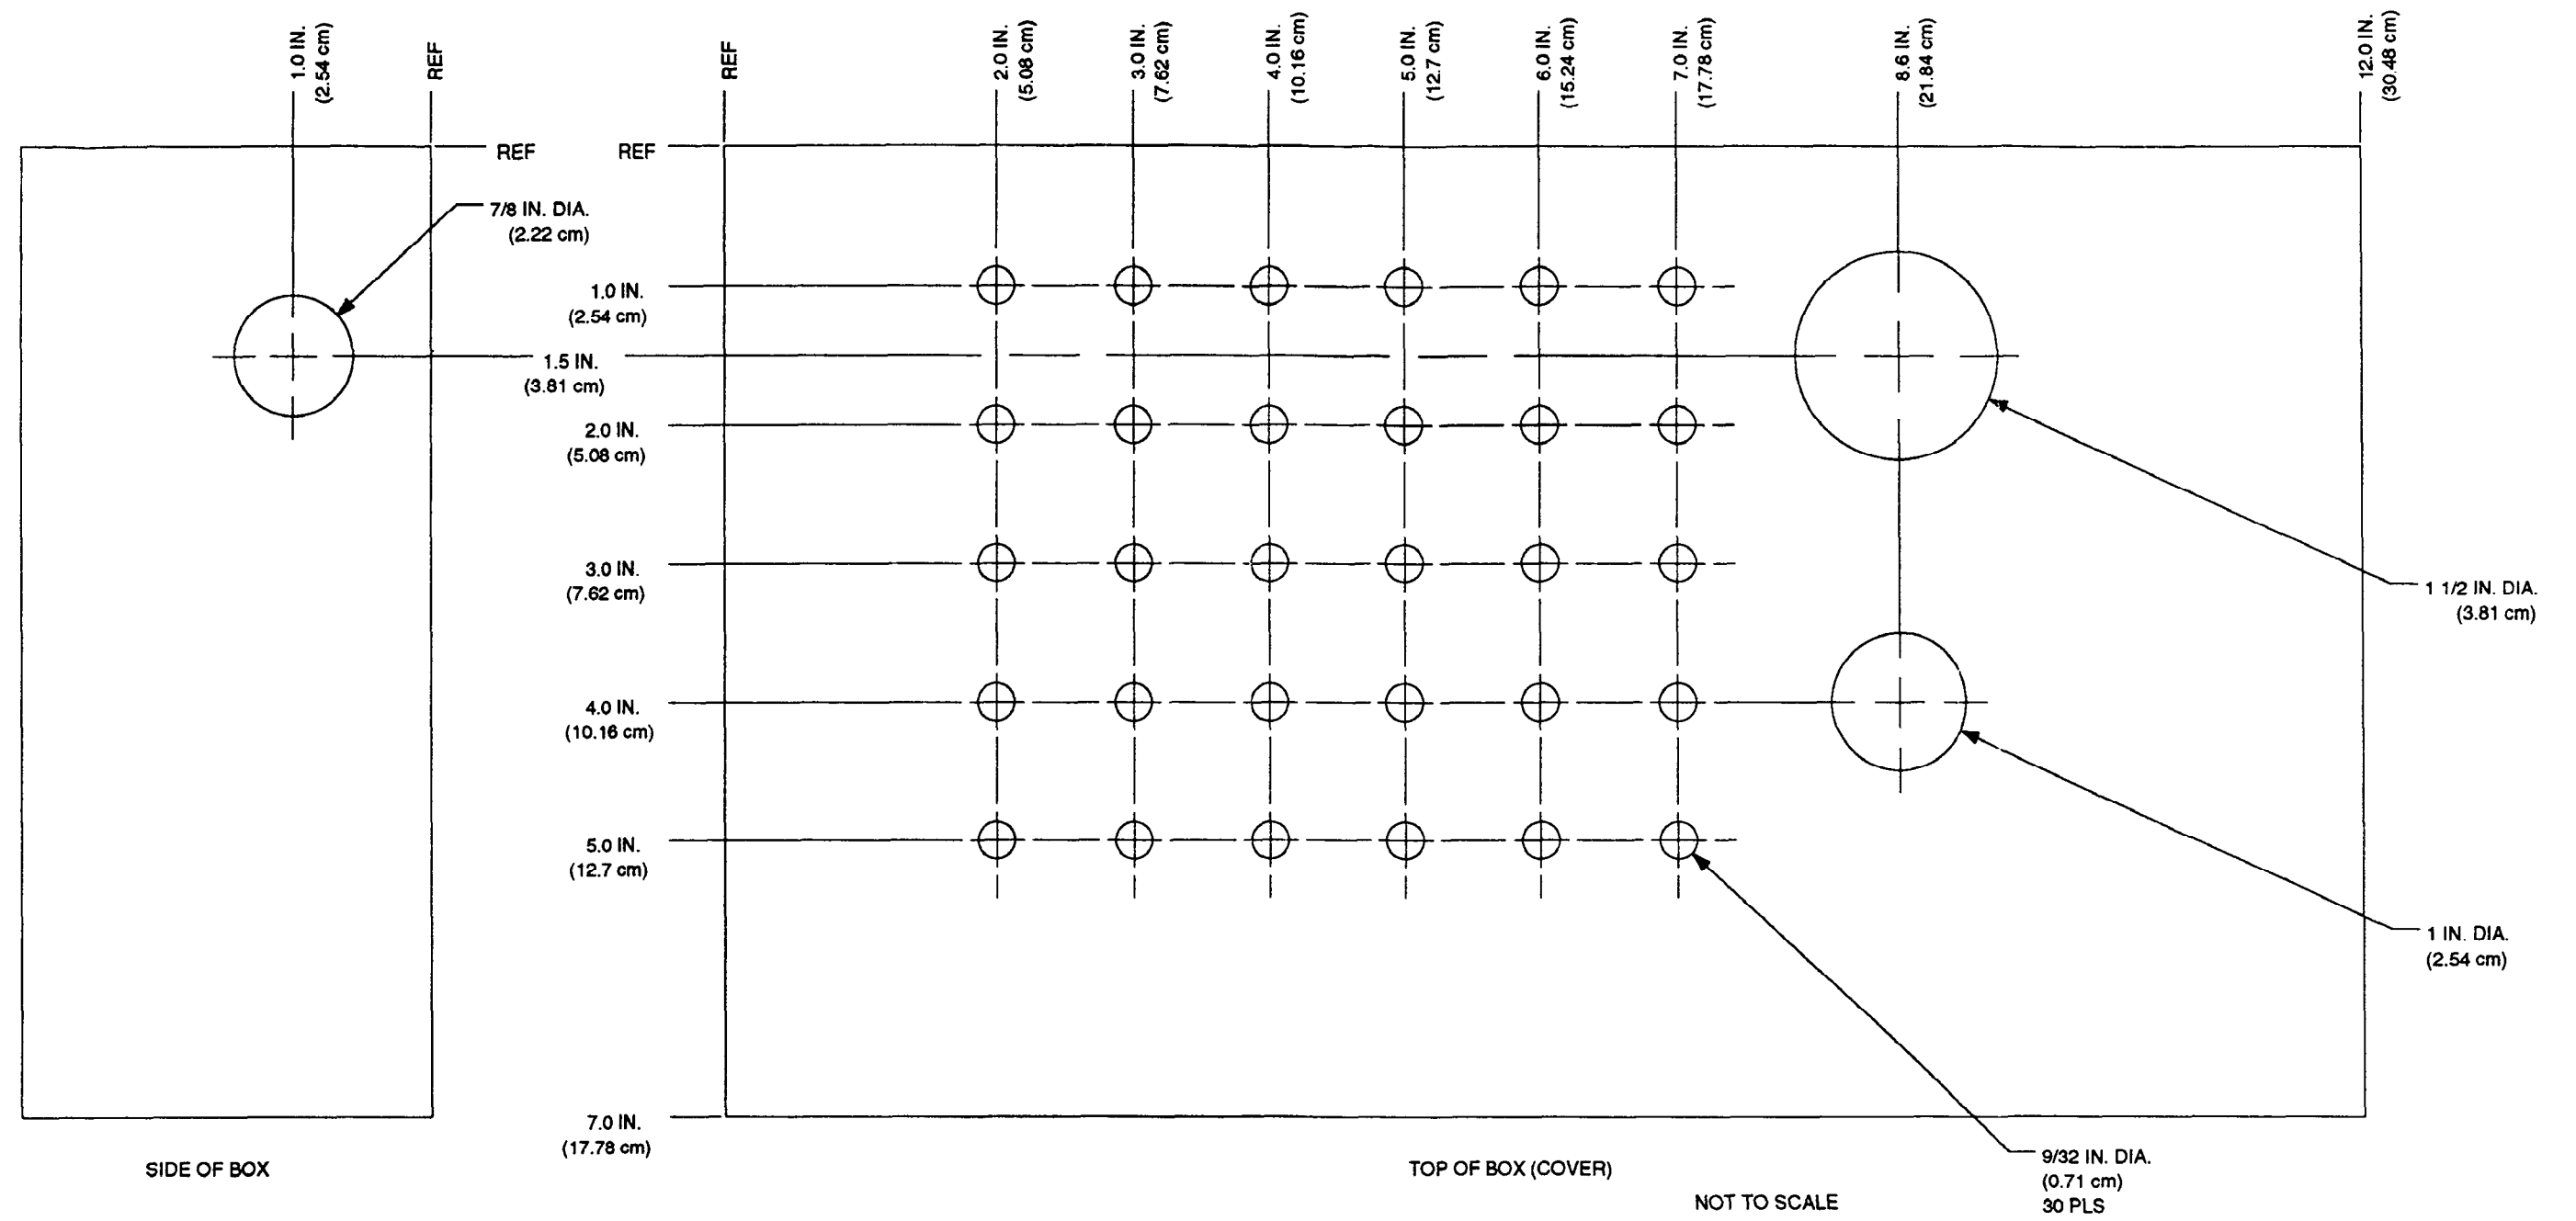 1.0 IN.
(2.54 cm)
REF
REF
2.0 IN.
(5.08 cm)
3.0 IN.
(7.62 cm)
4.0 IN.
(10.16 cm)
5.0 IN.
(12.7 cm)
6.0 IN.
(15.24 cm)
7.0 IN.
(17.78 cm)
8.6 IN.
(21.84 cm)
12.0 IN.
(30.48 cm)
REF
REF
7/8 IN. DIA.
(2.22 cm)
1.0 IN.
(2.54 cm)
1.5 IN.
(3.81 cm)
2.0 IN.
(5.08 cm)
3.0 IN.
(7.62 cm)
1 1/2 IN. DIA.
(3.81 cm)
4.0 IN.
(10.16 cm)
5.0 IN.
(12.7 cm)
1 IN. DIA.
(2.54 cm)
7.0 IN.
(17.78 cm)
9/32 IN. DIA.
(0.71 cm)
30 PLS
SIDE OF BOX
TOP OF BOX (COVER)
NOT TO SCALE